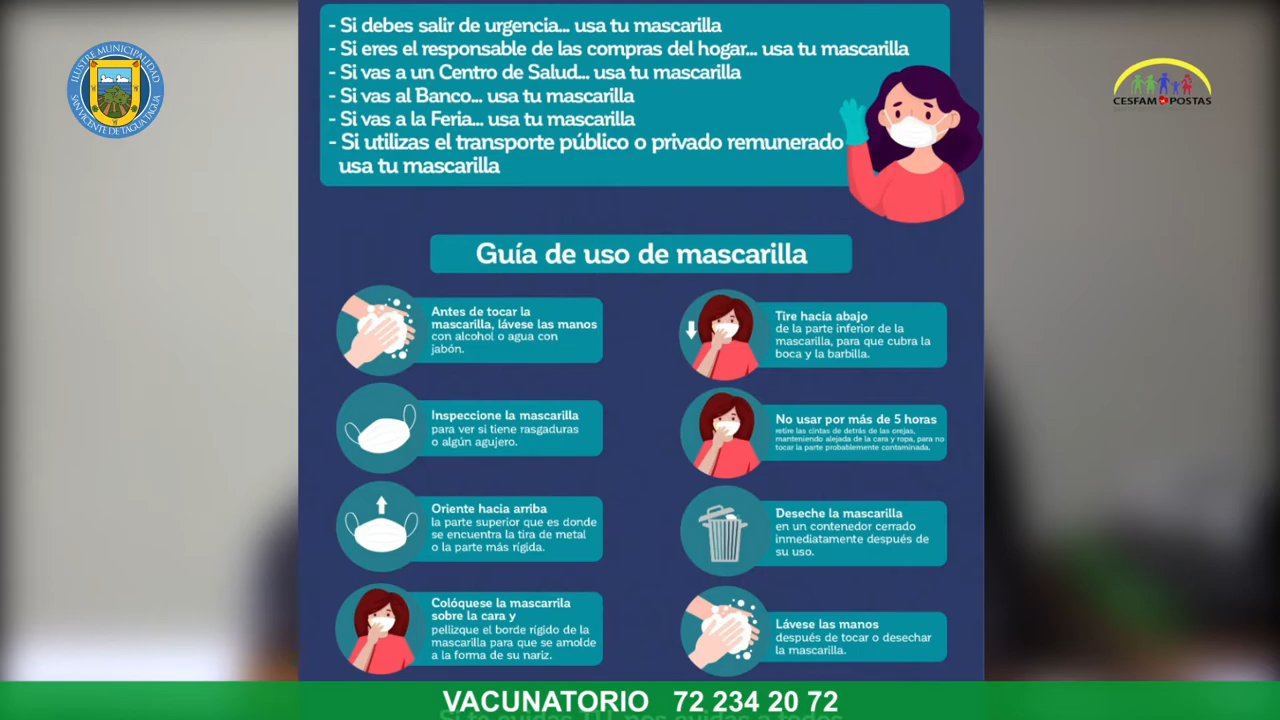 - Si debes salir de urgencia... usa tu mascarilla
- Si eres el responsable de las compras del hogar... usa tu mascarilla
- Si vas a un Centro de Salud... usa tu mascarilla
- Si vas al Banco... usa tu mascarilla
- Si vas a la Feria... usa tu mascarilla
- Si utilizas el transporte público o privado remunerado
usa tu mascarilla
ILUSTRE MUNICIPALIDAD
SAN VICENTE DE TAGUA TAGUA
CESFAM POSTAS
Guía de uso de mascarilla
Antes de tocar la
mascarilla, lávese las manos
con alcohol o agua con
jabón.
Inspeccione la mascarilla
para ver si tiene rasgaduras
o algún agujero.
Oriente hacia arriba
la parte superior que es donde
se encuentra la tira de metal
o la parte más rígida.
Colóquese la mascarrila
sobre la cara y
pellizque el borde rígido de la
mascarilla para que se amolde
a la forma de su nariz.
Tire hacia abajo
de la parte inferior de la
mascarilla, para que cubra la
boca y la barbilla.
No usar por más de 5 horas
retire las cintas de detrás de las orejas,
manteniendo alejada de la cara y ropa, para no
tocar la parte probablemente contaminada.
Deseche la mascarilla
en un contenedor cerrado
inmediatamente después de
su uso.
Lávese las manos
después de tocar o desechar
la mascarilla.
VACUNATORIO 72 234 20 72